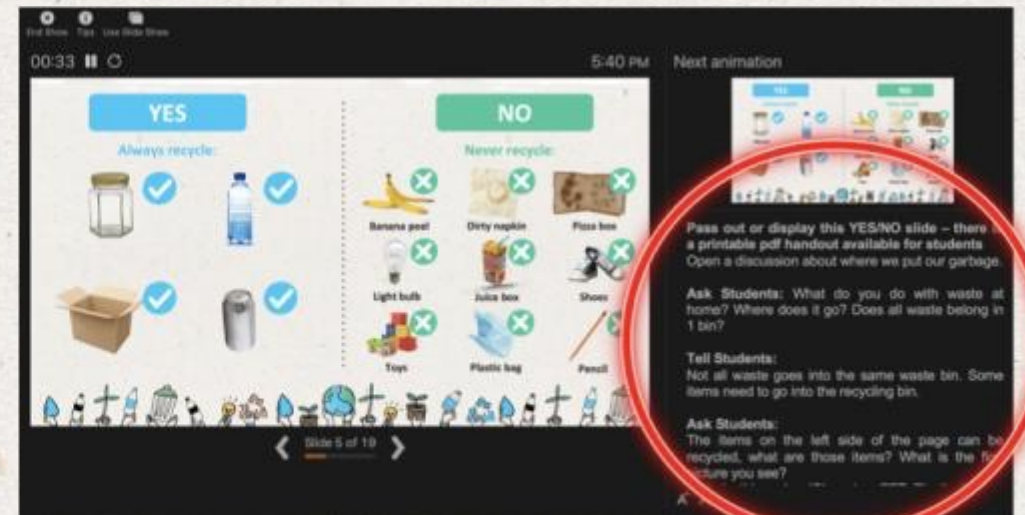 End Show
Tips
Use Slide Show
00:33
5:40 PM
Next animation
YES
Always recycle:
NO
Never recycle:
Banana peel
Dirty napkin
Pizza box
Light bulb
Juice box
Shoes
Toys
Plastic bag
Pencil
Slide 5 of 19
YES
NO
Pass out or display this YES/NO slide – there
a printable pdf handout available for students
Open a discussion about where we put our garbage.
Ask Students: What do you do with waste at
home? Where does it go? Does all waste belong in
1 bin?
Tell Students:
Not all waste goes into the same waste bin. Some
items need to go into the recycling bin.
Ask Students:
The items on the left side of the page can be
recycled, what are those items? What is the
picture you see?